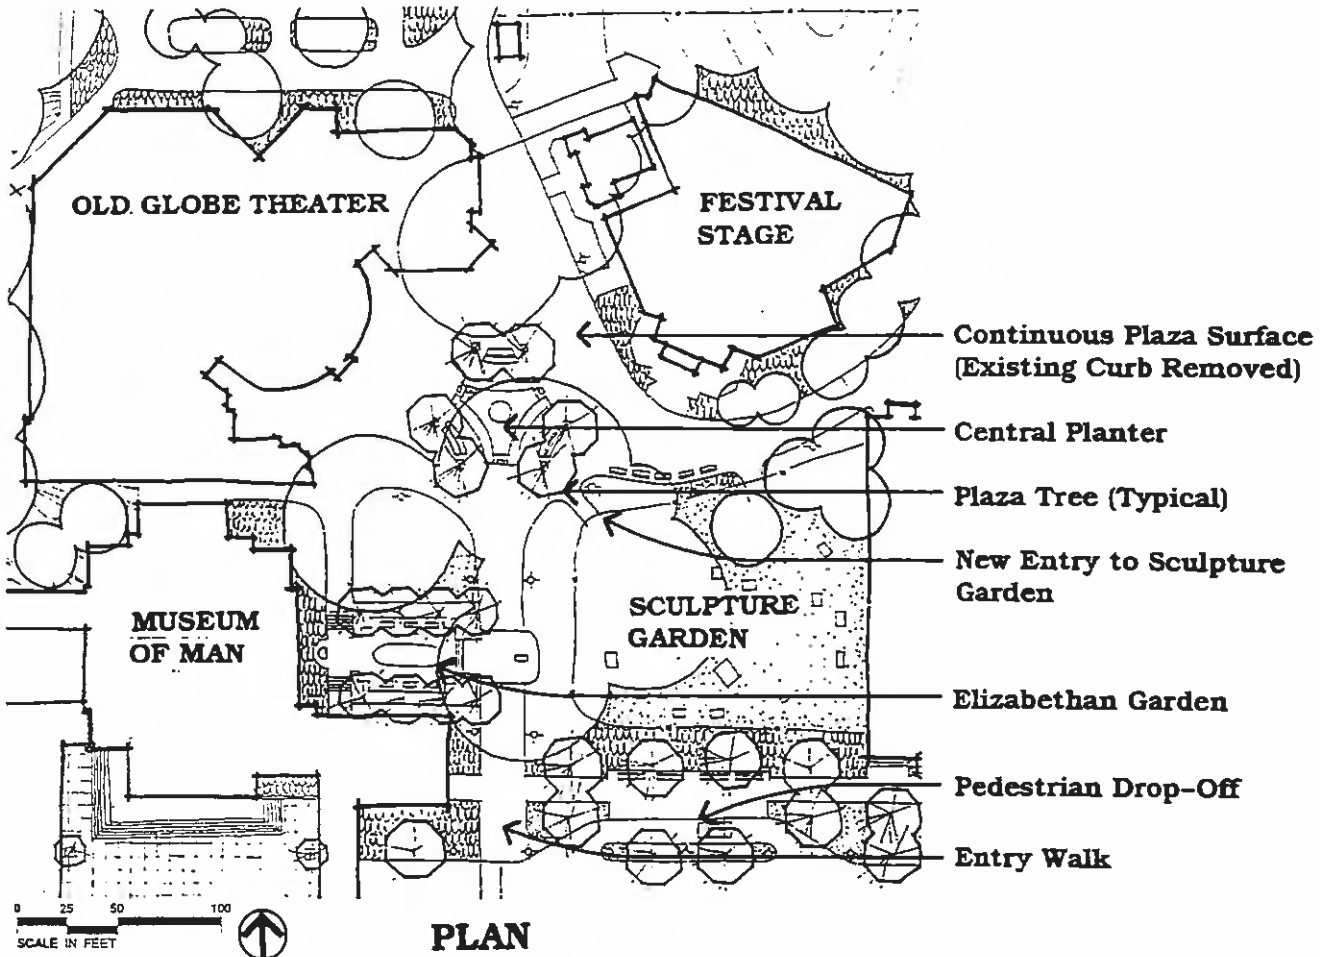 OLD GLOBE THEATER
FESTIVAL
STAGE
Continuous Plaza Surface
(Existing Curb Removed)
Central Planter
Plaza Tree (Typical)
New Entry to Sculpture
Garden
MUSEUM
OF MAN
SCULPTURE
GARDEN
Elizabethan Garden
Pedestrian Drop-Off
Entry Walk
0 25 50 100
SCALE IN FEET
PLAN